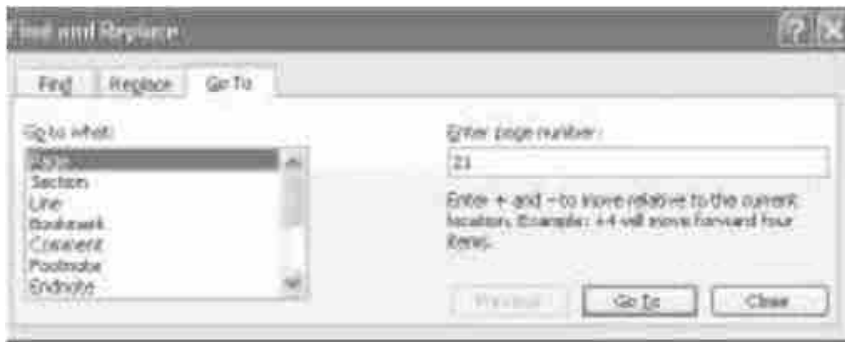 Find and Replace
Find Replace Go To
Go to what:
Page
Section
Line
Bookmark
Comment
Footnote
Endnote
Enter page number:
21
Enter + and - to move relative to the current
location. Example: +4 will move forward four
items.
Previous Go To Close